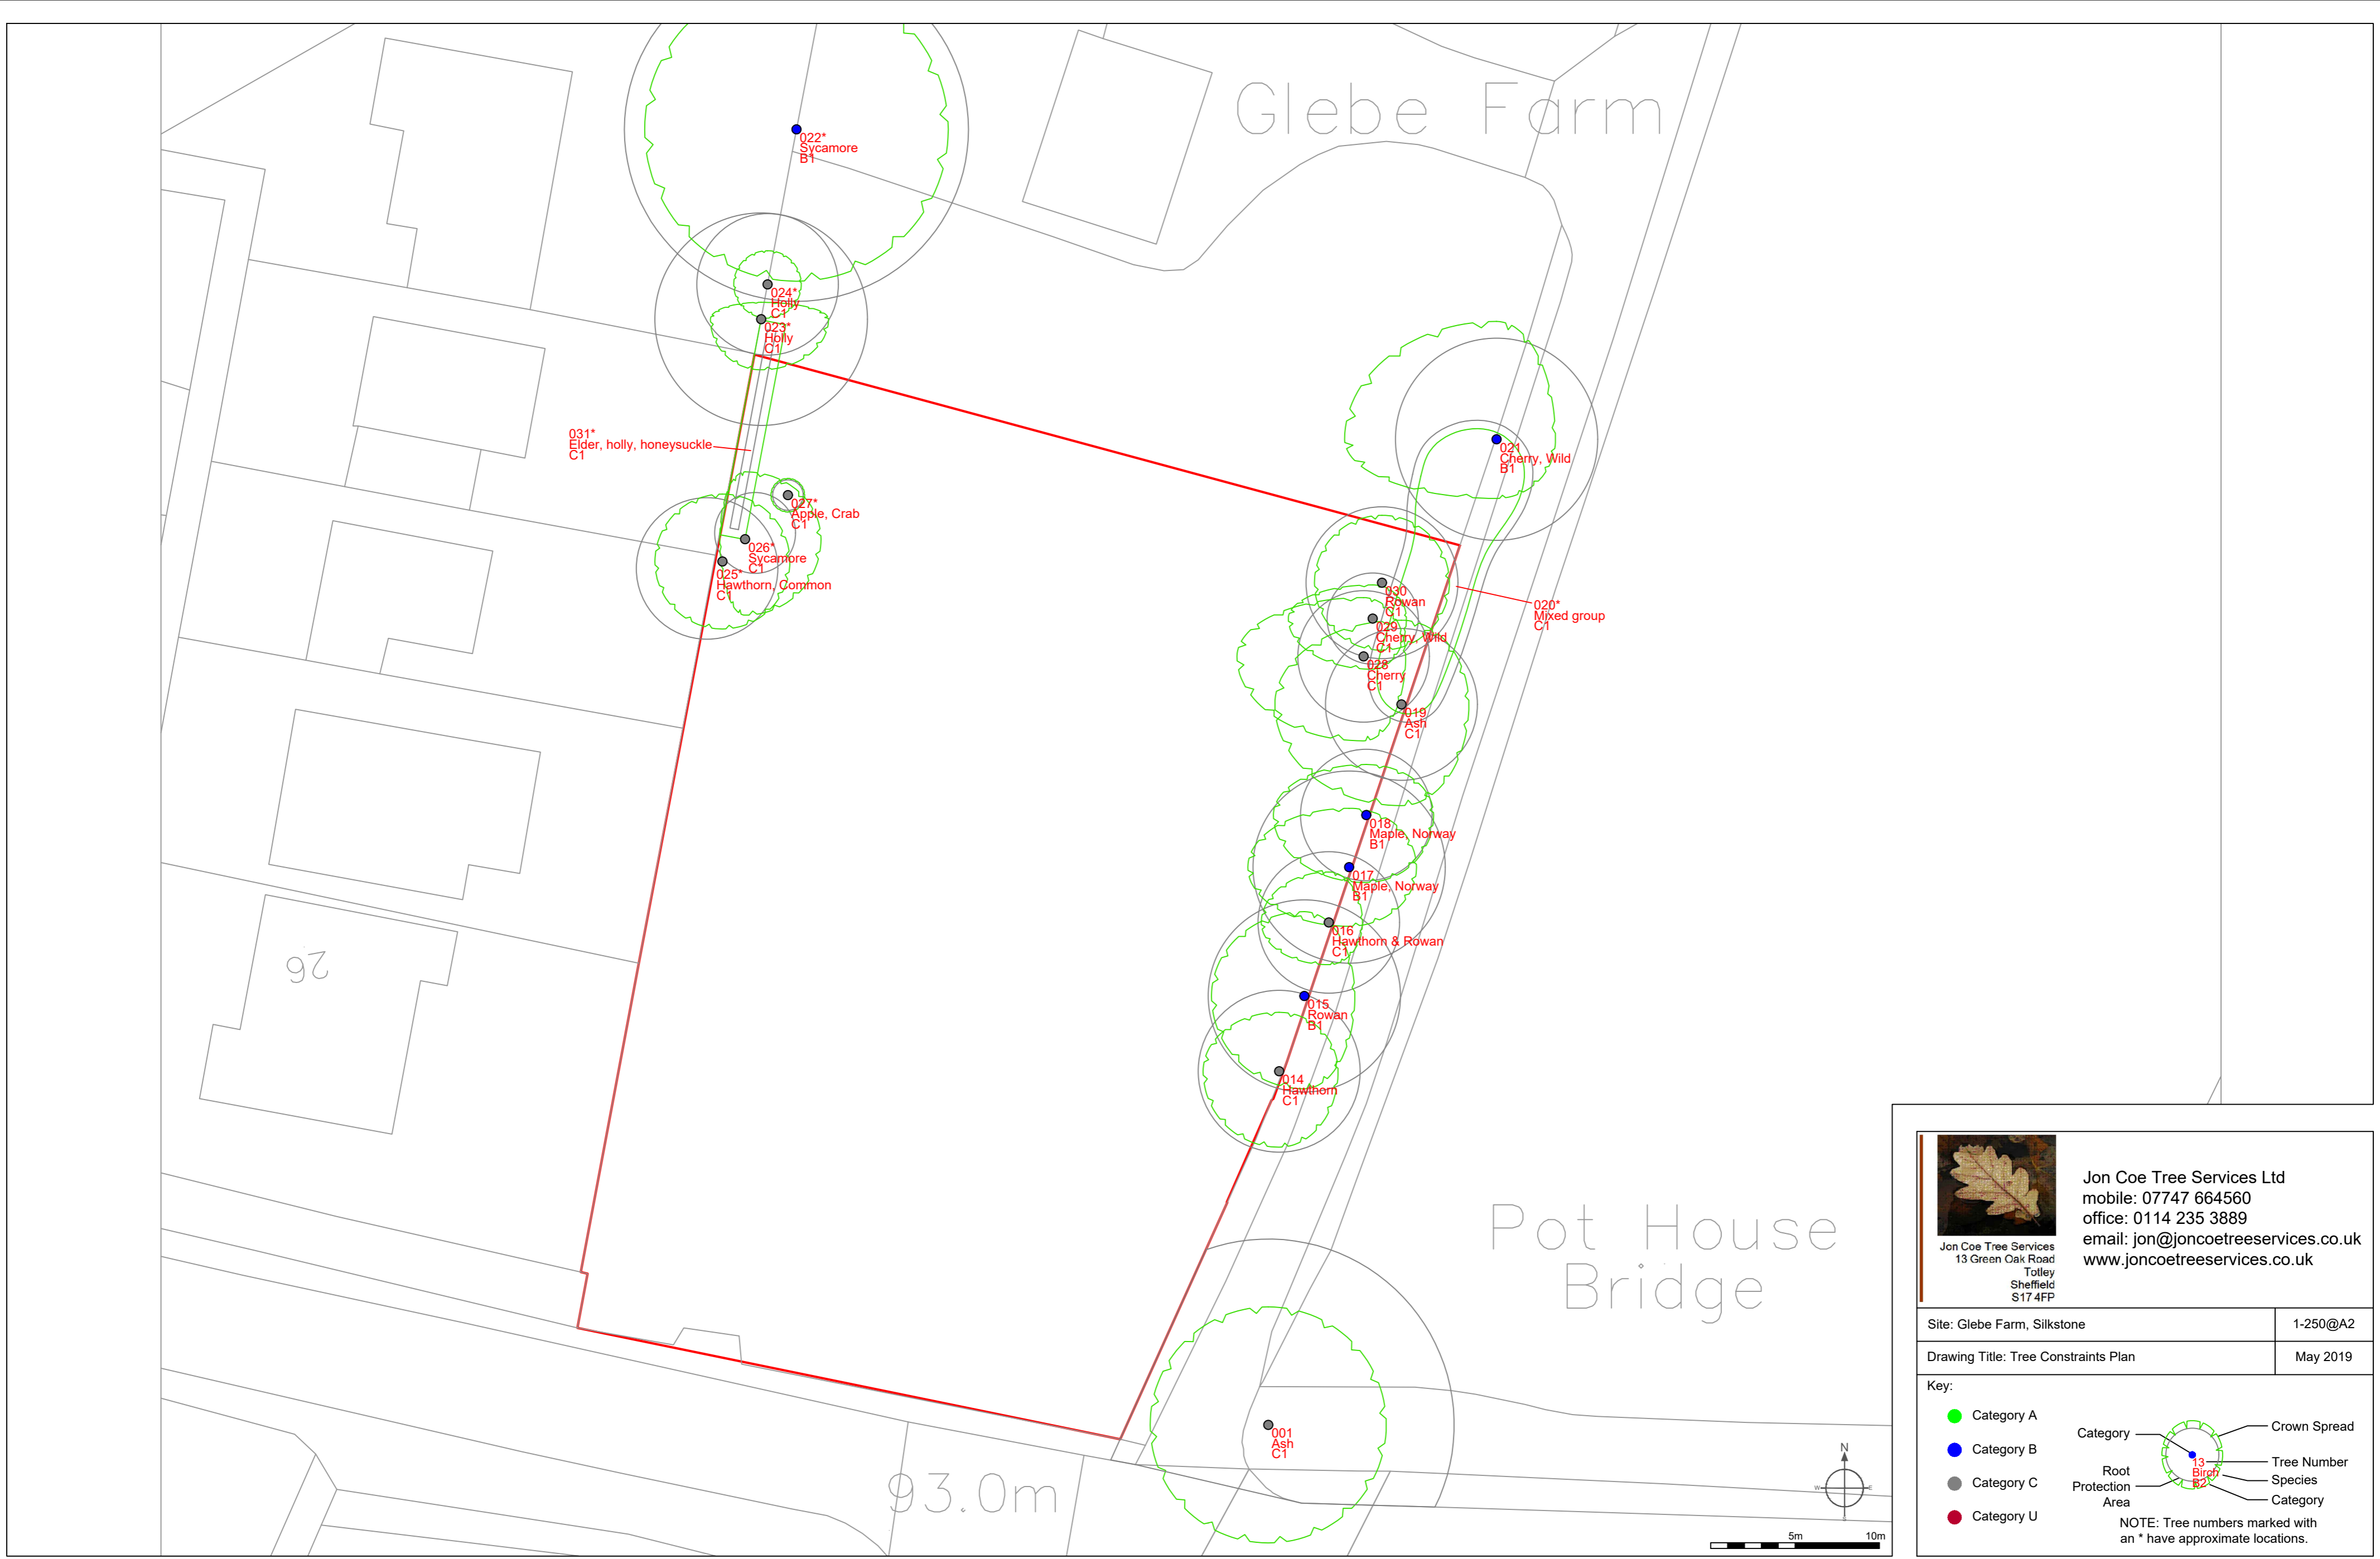 Glebe Farm
022*
Sycamore
B1
024*
Holly
C1
023*
Holly
C1
031*
Elder, holly, honeysuckle
C1
021
Cherry, Wild
B1
027*
Apple, Crab
C1
026*
Sycamore
C1
025*
Hawthorn, Common
C1
030
Rowan
C1
020*
Mixed group
C1
029
Cherry, Wild
C1
028
Cherry
C1
019
Ash
C1
018
Maple, Norway
B1
017
Maple, Norway
B1
016
Hawthorn & Rowan
C1
26
015
Rowan
B1
014
Hawthorn
C1
Pot House
Bridge
001
Ash
C1
93.0m
N
W
E
S
5m
10m
Jon Coe Tree Services
13 Green Oak Road
Totley
Sheffield
S17 4FP
Jon Coe Tree Services Ltd
mobile: 07747 664560
office: 0114 235 3889
email: jon@joncoetreeservices.co.uk
www.joncoetreeservices.co.uk
Site: Glebe Farm, Silkstone
1-250@A2
Drawing Title: Tree Constraints Plan
May 2019
Key:
Category A
Category B
Category C
Category U
Category
Root
Protection
Area
13
Birch
B2
Crown Spread
Tree Number
Species
Category
NOTE: Tree numbers marked with
an * have approximate locations.